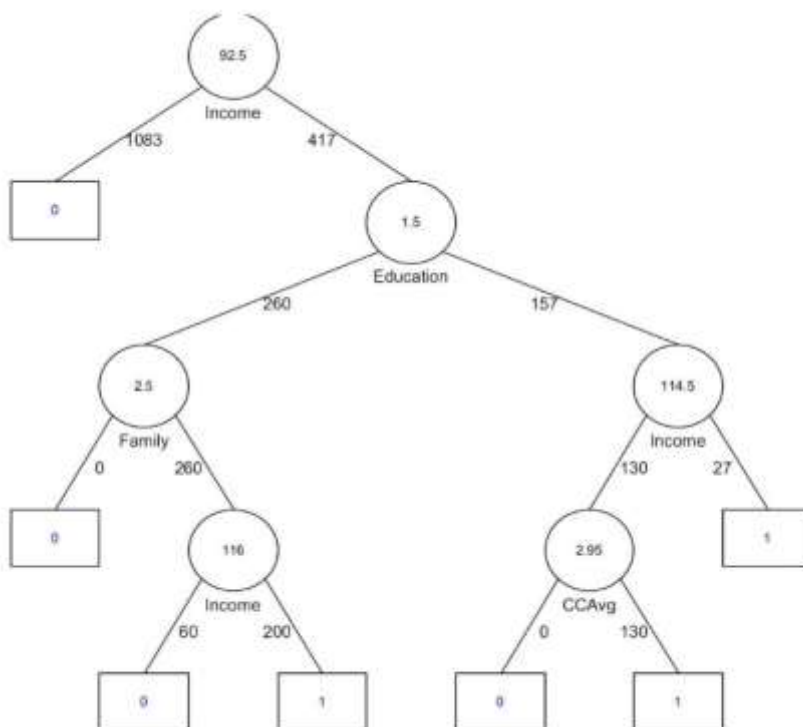 92.5
Income
1083 417
0
1.5
Education
260 157
2.5 114.5
Family Income
0 260 130 27
0 116 2.95 1
Income CCAvg
60 200 0 130
0 1 0 1